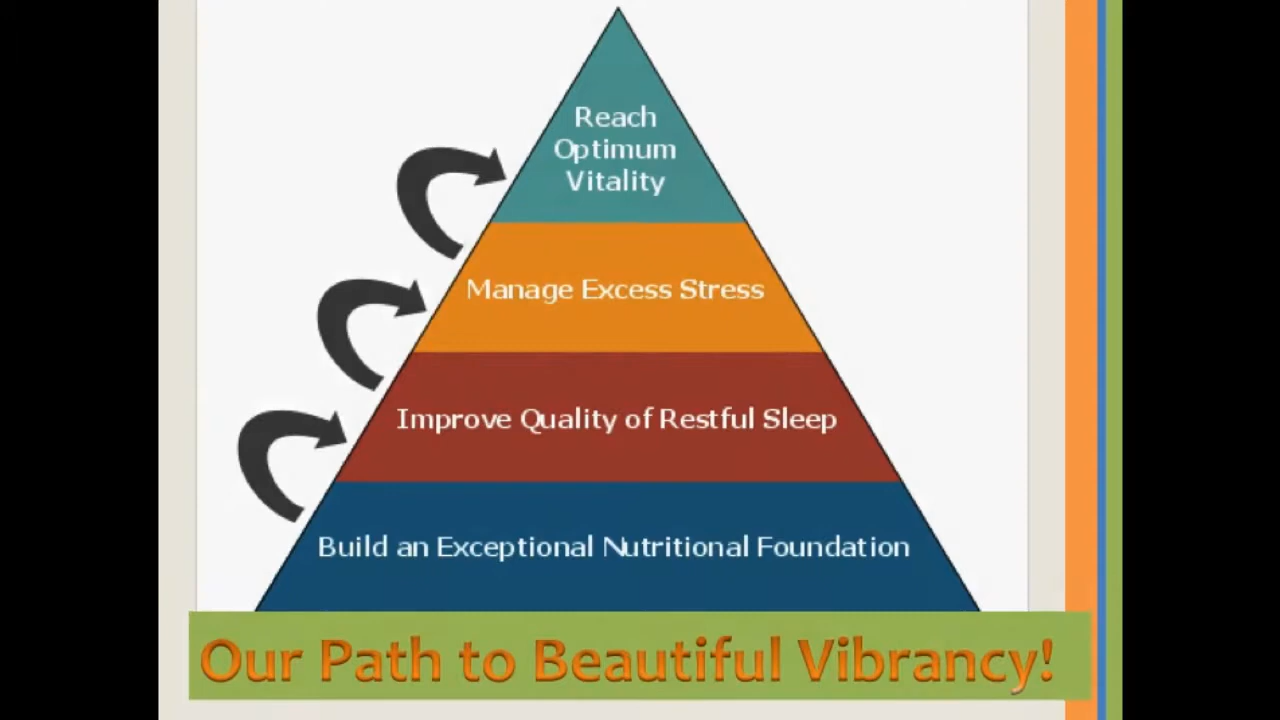 Reach
Optimum
Vitality
Manage Excess Stress
Improve Quality of Restful Sleep
Build an Exceptional Nutritional Foundation
Our Path to Beautiful Vibrancy!